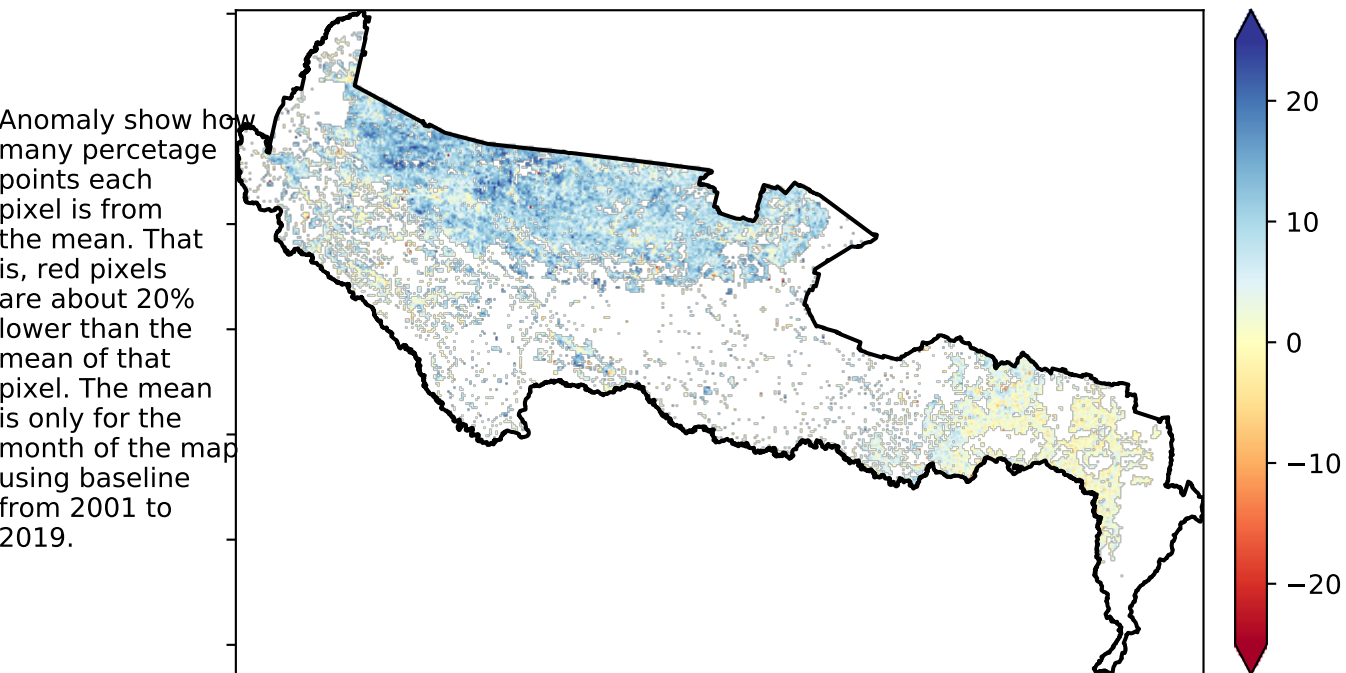 Anomaly show how
many percetage
points each
pixel is from
the mean. That
is, red pixels
are about 20%
lower than the
mean of that
pixel. The mean
is only for the
month of the map
using baseline
from 2001 to
2019.
20
10
0
−10
−20